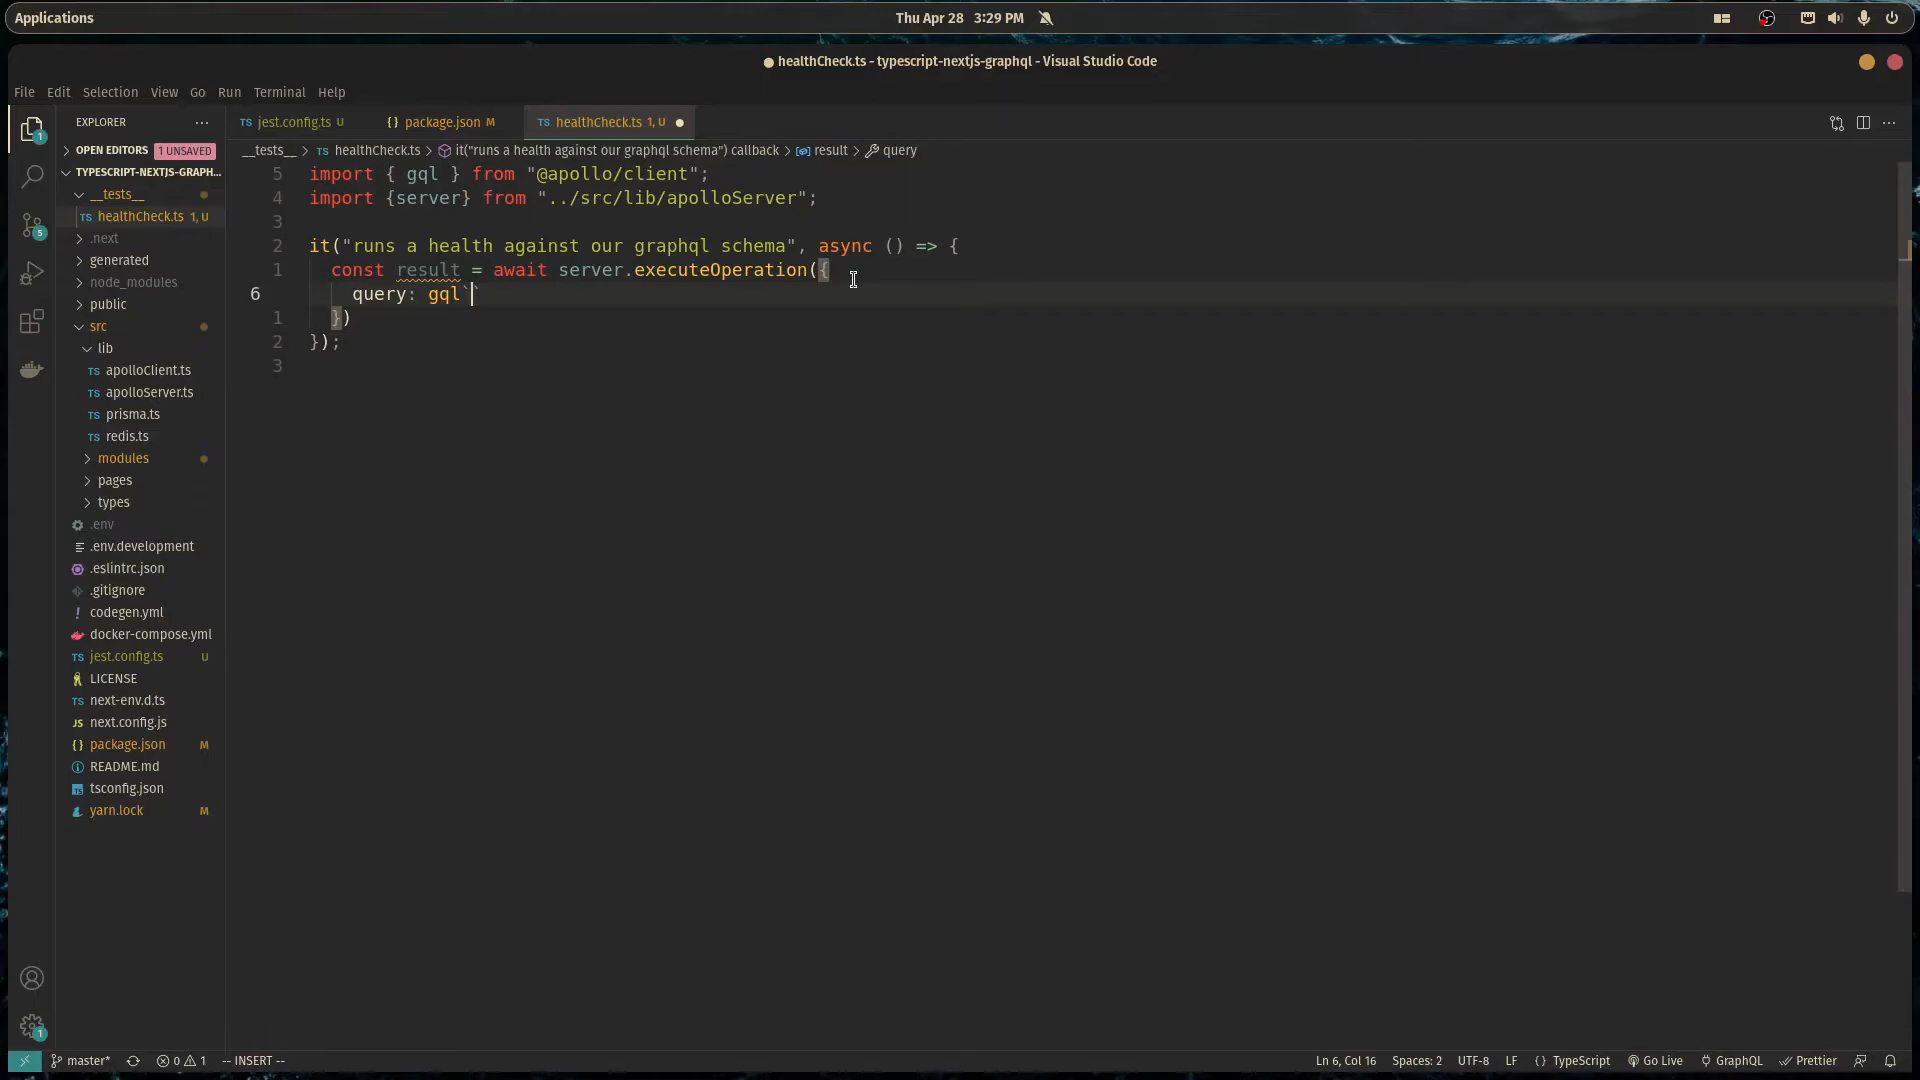 Applications
Thu Apr 28 3:29 PM
● healthCheck.ts - typescript-nextjs-graphql - Visual Studio Code
File Edit Selection View Go Run Terminal Help
EXPLORER ...
OPEN EDITORS 1 UNSAVED
TYPESCRIPT-NEXTJS-GRAPH...
__tests__
TS healthCheck.ts 1, U
.next
generated
node_modules
public
src
lib
TS apolloClient.ts
TS apolloServer.ts
TS prisma.ts
TS redis.ts
modules
pages
types
.env
.env.development
.eslintrc.json
.gitignore
! codegen.yml
docker-compose.yml
TS jest.config.ts U
LICENSE
TS next-env.d.ts
JS next.config.js
{} package.json M
README.md
TS tsconfig.json
yarn.lock M
1
5
1
TS jest.config.ts U {} package.json M TS healthCheck.ts 1, U ●
__tests__ > TS healthCheck.ts > it("runs a health against our graphql schema") callback > result > query
5 import { gql } from "@apollo/client";
4 import {server} from "../src/lib/apolloServer";
3
2 it("runs a health against our graphql schema", async () => {
1 const result = await server.executeOperation({
6 query: gql``
1 })
2 });
3
master* 0 1 -- INSERT --
Ln 6, Col 16 Spaces: 2 UTF-8 LF {} TypeScript Go Live GraphQL Prettier